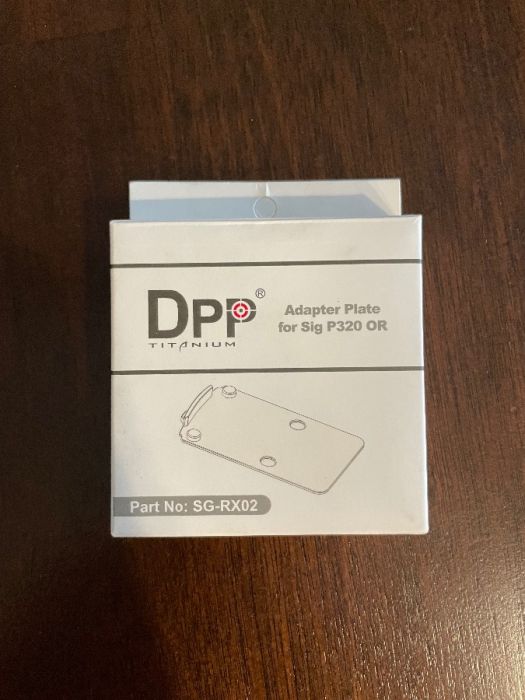 DPP®
TITANIUM
Adapter Plate
for Sig P320 OR
Part No: SG-RX02